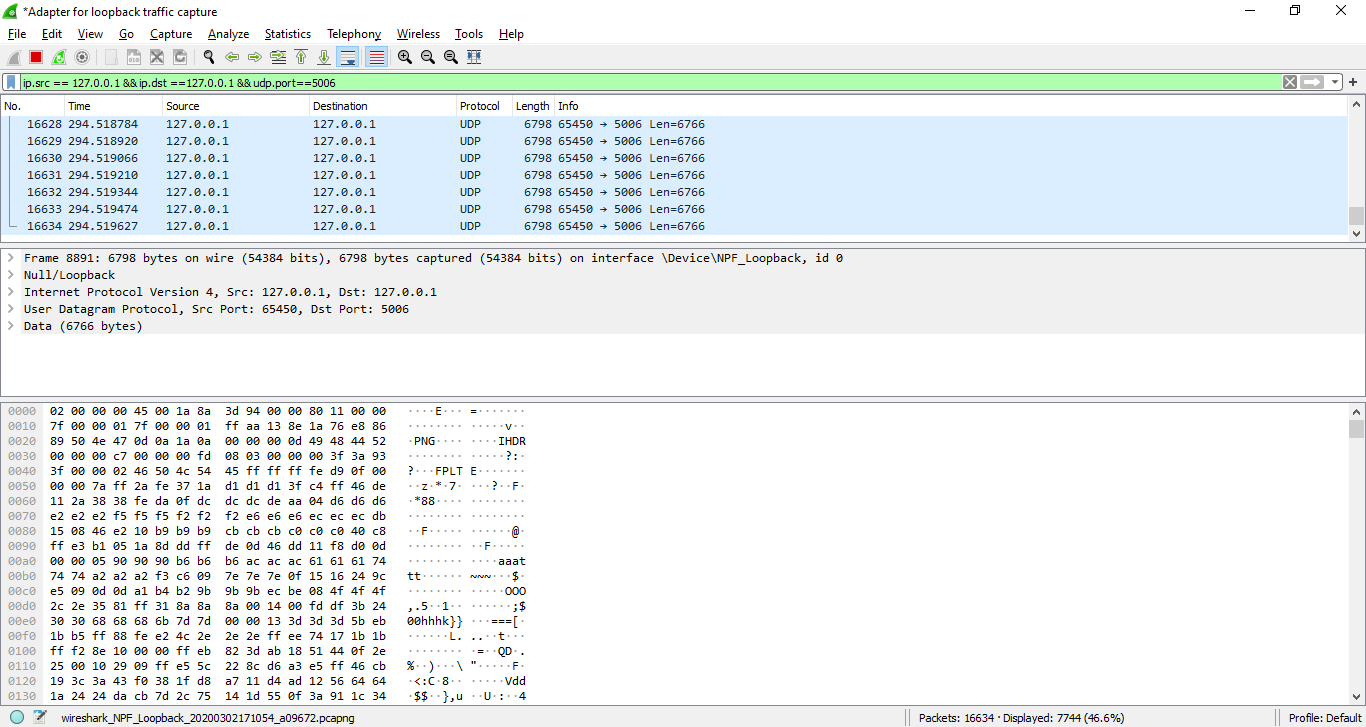 *Adapter for loopback traffic capture
File Edit View Go Capture Analyze Statistics Telephony Wireless Tools Help
ip.src == 127.0.0.1 && ip.dst ==127.0.0.1 && udp.port==5006
No. Time Source Destination Protocol Length Info
16628 294.518784 127.0.0.1 127.0.0.1 UDP 6798 65450 → 5006 Len=6766
16629 294.518920 127.0.0.1 127.0.0.1 UDP 6798 65450 → 5006 Len=6766
16630 294.519066 127.0.0.1 127.0.0.1 UDP 6798 65450 → 5006 Len=6766
16631 294.519210 127.0.0.1 127.0.0.1 UDP 6798 65450 → 5006 Len=6766
16632 294.519344 127.0.0.1 127.0.0.1 UDP 6798 65450 → 5006 Len=6766
16633 294.519474 127.0.0.1 127.0.0.1 UDP 6798 65450 → 5006 Len=6766
16634 294.519627 127.0.0.1 127.0.0.1 UDP 6798 65450 → 5006 Len=6766
Frame 8891: 6798 bytes on wire (54384 bits), 6798 bytes captured (54384 bits) on interface \Device\NPF_Loopback, id 0
Null/Loopback
Internet Protocol Version 4, Src: 127.0.0.1, Dst: 127.0.0.1
User Datagram Protocol, Src Port: 65450, Dst Port: 5006
Data (6766 bytes)
0000 02 00 00 00 45 00 1a 8a 3d 94 00 00 80 11 00 00 ····E··· =·······
0010 7f 00 00 01 7f 00 00 01 ff aa 13 8e 1a 76 e8 86 ········ ·····v··
0020 89 50 4e 47 0d 0a 1a 0a 00 00 00 0d 49 48 44 52 ·PNG···· ····IHDR
0030 00 00 00 c7 00 00 00 fd 08 03 00 00 00 3f 3a 93 ········ ·····?:·
0040 3f 00 00 02 46 50 4c 54 45 ff ff ff fe d9 0f 00 ?···FPLT E·······
0050 00 00 7a ff 2a fe 37 1a d1 d1 d1 3f c4 ff 46 de ··z·*·7· ···?··F·
0060 11 2a 38 38 fe da 0f dc dc dc de aa 04 d6 d6 d6 ·*88···· ········
0070 e2 e2 e2 f5 f5 f5 f2 f2 f2 e6 e6 e6 ec ec ec db ········ ········
0080 15 08 46 e2 10 b9 b9 b9 cb cb cb c0 c0 c0 40 c8 ··F····· ······@·
0090 ff e3 b1 05 1a 8d dd ff de 0d 46 dd 11 f8 d0 0d ········ ··F·····
00a0 00 00 05 90 90 90 b6 b6 b6 ac ac ac 61 61 61 74 ········ ····aaat
00b0 74 74 a2 a2 a2 f3 c6 09 7e 7e 7e 0f 15 16 24 9c tt······ ~~~···$·
00c0 e5 09 0d 0d a1 b4 b2 9b 9b 9b ec be 08 4f 4f 4f ········ ·····OOO
00d0 2c 2e 35 81 ff 31 8a 8a 8a 00 14 00 fd df 3b 24 ,.5··1·· ······;$
00e0 30 30 68 68 68 6b 7d 7d 00 00 13 3d 3d 3d 5b eb 00hhhk}} ···===[·
00f0 1b b5 ff 88 fe e2 4c 2e 2e 2e ff ee 74 17 1b 1b ······L. ..··t···
0100 ff f2 8e 10 00 00 ff eb 82 3d ab 18 51 44 0f 2e ········ ·=··QD·.
0110 25 00 10 29 09 ff e5 5c 22 8c d6 a3 e5 ff 46 cb %··)···\ "·····F·
0120 19 3c 3a 43 f0 38 1f d8 a7 11 d4 ad 12 56 64 64 ·<:C·8·· ·····Vdd
0130 1a 24 24 da cb 7d 2c 75 14 1d 55 0f 3a 91 1c 34 ·$$··},u ··U·:··4
wireshark_NPF_Loopback_20200302171054_a09672.pcapng Packets: 16634 · Displayed: 7744 (46.6%) Profile: Default